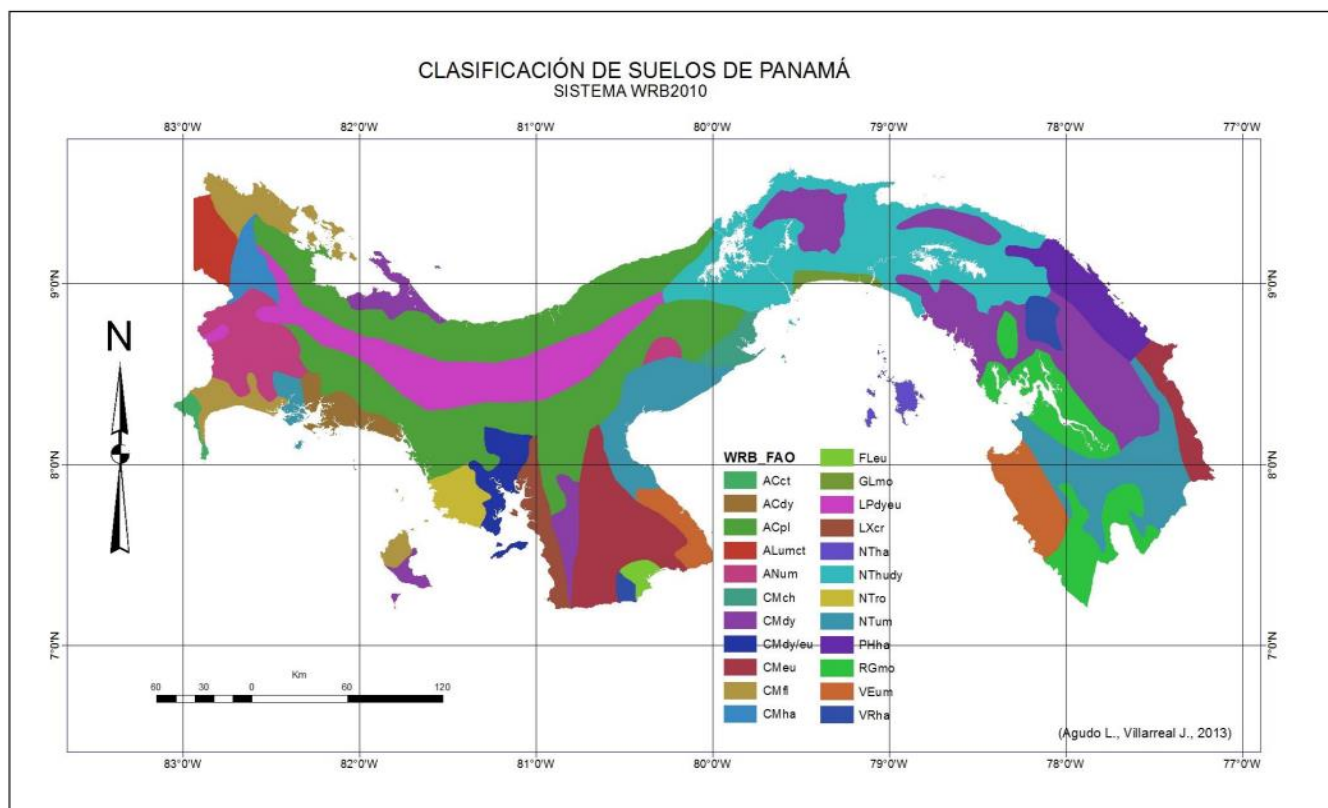 CLASIFICACIÓN DE SUELOS DE PANAMÁ
SISTEMA WRB2010
83°0'W 82°0'W 81°0'W 80°0'W 79°0'W 78°0'W 77°0'W
9°0'N 9°0'N
N
8°0'N 8°0'N
7°0'N 7°0'N
WRB_FAO
ACct
ACdy
ACpl
ALumct
ANum
CMch
CMdy
CMdy/eu
CMeu
CMfl
CMha
FLeu
GLmo
LPdyeu
LXcr
NTha
NThudy
NTro
NTum
PHha
RGmo
VEum
VRha
Km
60 30 0 60 120
(Agudo L., Villarreal J., 2013)
83°0'W 82°0'W 81°0'W 80°0'W 79°0'W 78°0'W 77°0'W